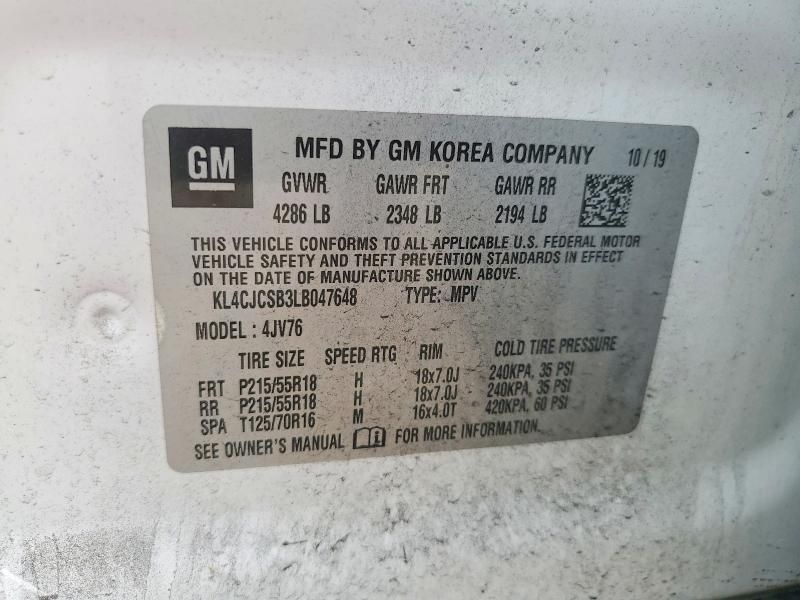 GM MFD BY GM KOREA COMPANY 10 / 19
GVWR GAWR FRT GAWR RR
4286 LB 2348 LB 2194 LB
THIS VEHICLE CONFORMS TO ALL APPLICABLE U.S. FEDERAL MOTOR
VEHICLE SAFETY AND THEFT PREVENTION STANDARDS IN EFFECT
ON THE DATE OF MANUFACTURE SHOWN ABOVE.
KL4CJCSB3LB047648 TYPE: MPV
MODEL : 4JV76
TIRE SIZE SPEED RTG RIM COLD TIRE PRESSURE
FRT P215/55R18 H 18x7.0J 240KPA, 35 PSI
RR P215/55R18 H 18x7.0J 240KPA, 35 PSI
SPA T125/70R16 M 16x4.0T 420KPA, 60 PSI
SEE OWNER'S MANUAL FOR MORE INFORMATION.